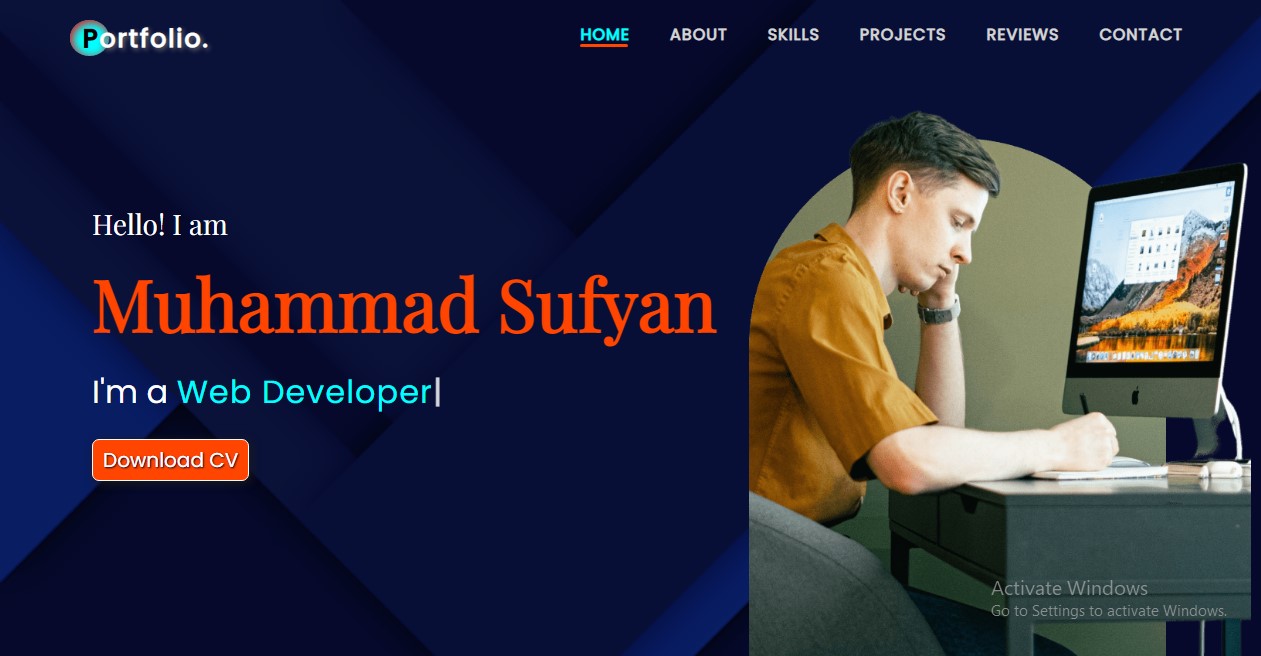 Portfolio.
HOME ABOUT SKILLS PROJECTS REVIEWS CONTACT
Hello! I am
Muhammad Sufyan
I'm a Web Developer|
Download CV
Activate Windows
Go to Settings to activate Windows.